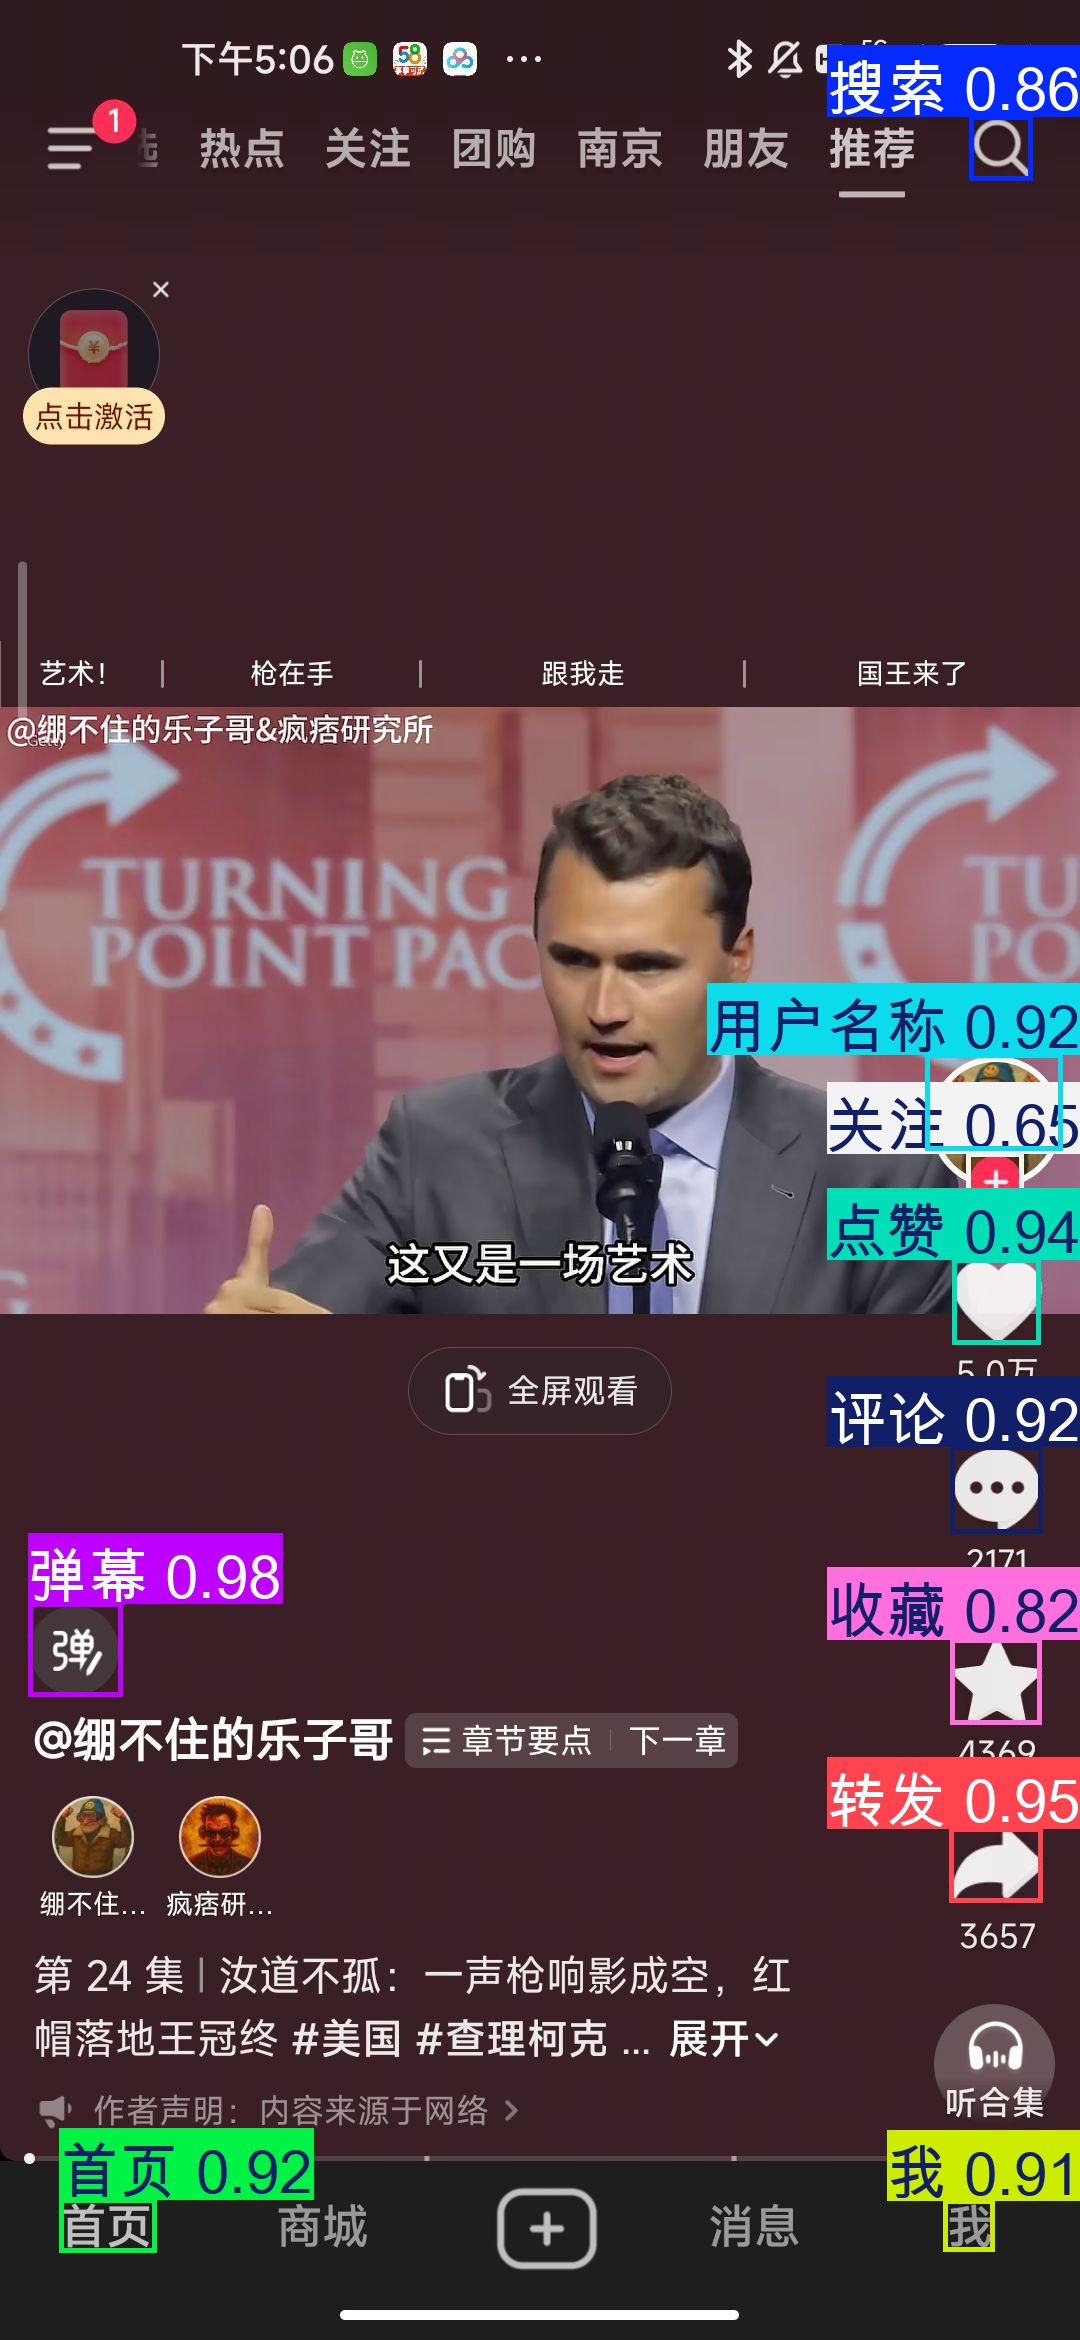 下午5:06
搜索 0.86
1
热点 关注 团购 南京 朋友 推荐
点击激活
艺术！ | 枪在手 | 跟我走 | 国王来了
@绷不住的乐子哥&疯痞研究所
TURNING
POINT PAC
TU
PO
用户名称 0.92
关注 0.65
点赞 0.94
这又是一场艺术
5.0万
全屏观看
评论 0.92
2171
弹幕 0.98
收藏 0.82
弹
@绷不住的乐子哥 章节要点 | 下一章
4369
转发 0.95
绷不住... 疯痞研...
3657
第 24 集 | 汝道不孤：一声枪响影成空，红
帽落地王冠终 #美国 #查理柯克 ... 展开
听合集
作者声明：内容来源于网络
首页 0.92
我 0.91
首页 商城 消息 我